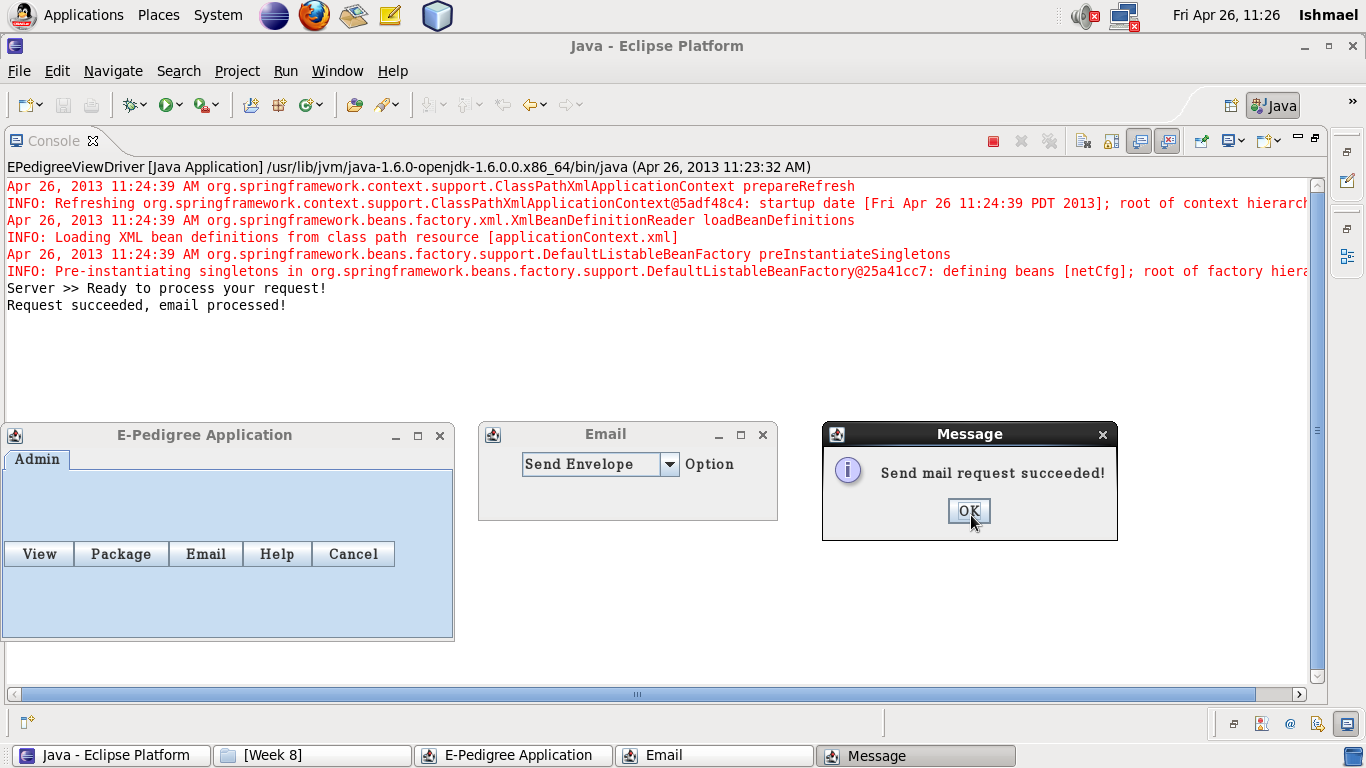 Applications Places System Fri Apr 26, 11:26 Ishmael
Java - Eclipse Platform
File Edit Navigate Search Project Run Window Help
Java »
Console
EPedigreeViewDriver [Java Application] /usr/lib/jvm/java-1.6.0-openjdk-1.6.0.0.x86_64/bin/java (Apr 26, 2013 11:23:32 AM)
Apr 26, 2013 11:24:39 AM org.springframework.context.support.ClassPathXmlApplicationContext prepareRefresh
INFO: Refreshing org.springframework.context.support.ClassPathXmlApplicationContext@5adf48c4: startup date [Fri Apr 26 11:24:39 PDT 2013]; root of context hierarch
Apr 26, 2013 11:24:39 AM org.springframework.beans.factory.xml.XmlBeanDefinitionReader loadBeanDefinitions
INFO: Loading XML bean definitions from class path resource [applicationContext.xml]
Apr 26, 2013 11:24:39 AM org.springframework.beans.factory.support.DefaultListableBeanFactory preInstantiateSingletons
INFO: Pre-instantiating singletons in org.springframework.beans.factory.support.DefaultListableBeanFactory@25a41cc7: defining beans [netCfg]; root of factory hiera
Server >> Ready to process your request!
Request succeeded, email processed!
E-Pedigree Application
Admin
View Package Email Help Cancel
Email
Send Envelope Option
Message
Send mail request succeeded!
OK
Java - Eclipse Platform [Week 8] E-Pedigree Application Email Message